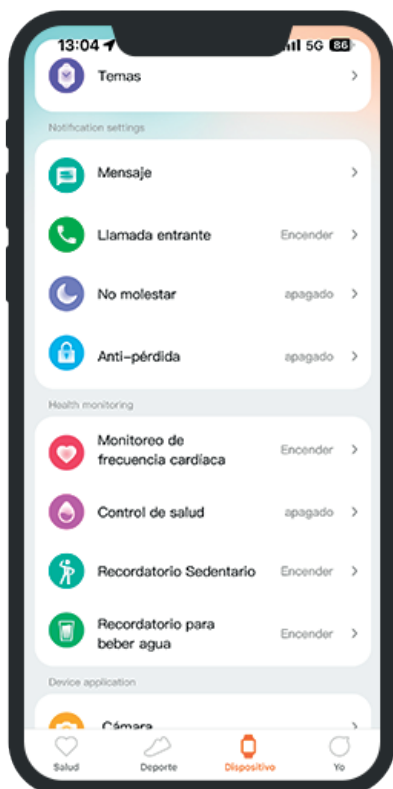 13:04 5G 86
Temas
Notification settings
Mensaje
Llamada entrante Encender
No molestar apagado
Anti-pérdida apagado
Health monitoring
Monitoreo de
frecuencia cardíaca Encender
Control de salud apagado
Recordatorio Sedentario Encender
Recordatorio para
beber agua Encender
Device application
Cámara
Salud Deporte Dispositivo Yo